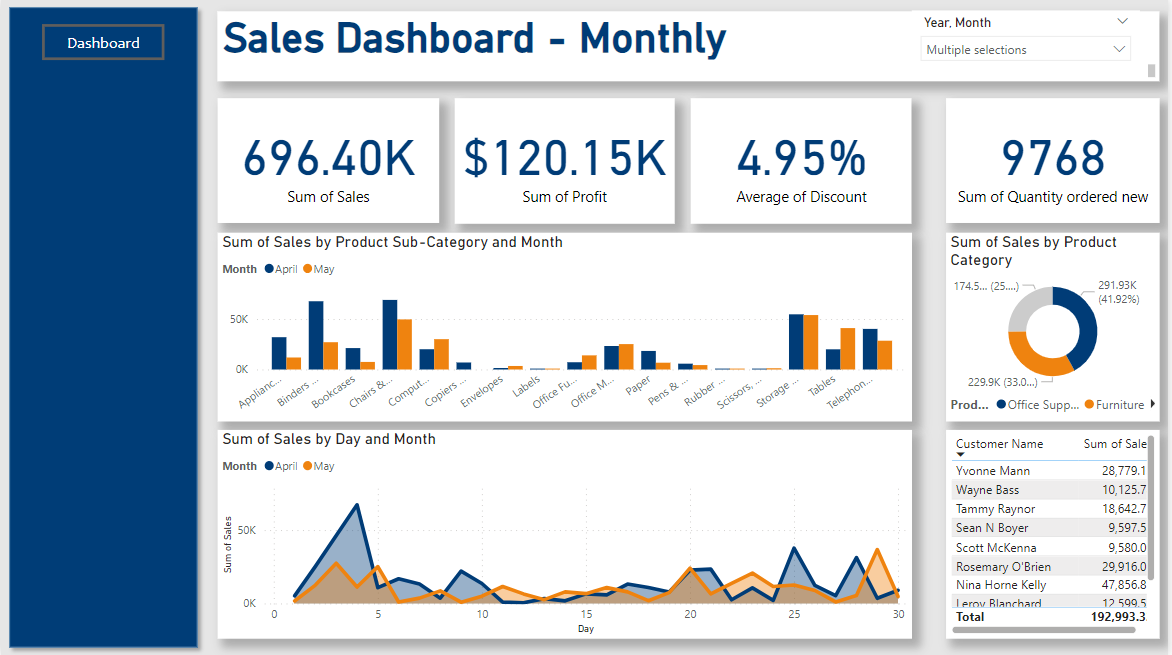 Dashboard
Sales Dashboard - Monthly
Year, Month
Multiple selections
696.40K
Sum of Sales
$120.15K
Sum of Profit
4.95%
Average of Discount
9768
Sum of Quantity ordered new
Sum of Sales by Product Sub-Category and Month
Month April May
50K
0K
Applianc...
Binders ...
Bookcases
Chairs &...
Comput...
Copiers ...
Envelopes
Labels
Office Fu...
Office M...
Paper
Pens & ...
Rubber ...
Scissors, ...
Storage ...
Tables
Telephon...
Sum of Sales by Product
Category
174.5... (25....)
291.93K
(41.92%)
229.9K (33.0...)
Prod... Office Supp... Furniture
Sum of Sales by Day and Month
Month April May
Sum of Sales
50K
0K
0 5 10 15 20 25 30
Day
Customer Name Sum of Sale
Yvonne Mann 28,779.1
Wayne Bass 10,125.7
Tammy Raynor 18,642.7
Sean N Boyer 9,597.5
Scott McKenna 9,580.0
Rosemary O'Brien 29,916.0
Nina Horne Kelly 47,856.8
Leroy Blanchard 12,599.5
Total 192,993.3